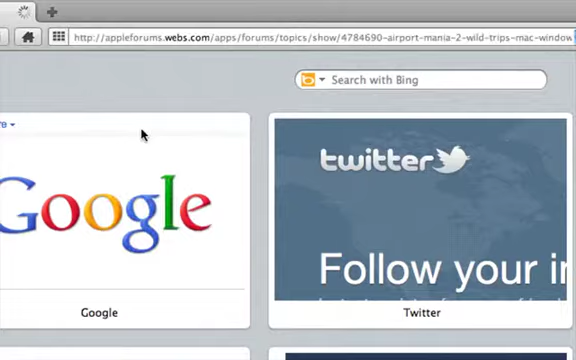 http://appleforums.webs.com/apps/forums/topics/show/4784690-airport-mania-2-wild-trips-mac-window
Search with Bing
Google
twitter
Follow your in
Google
Twitter